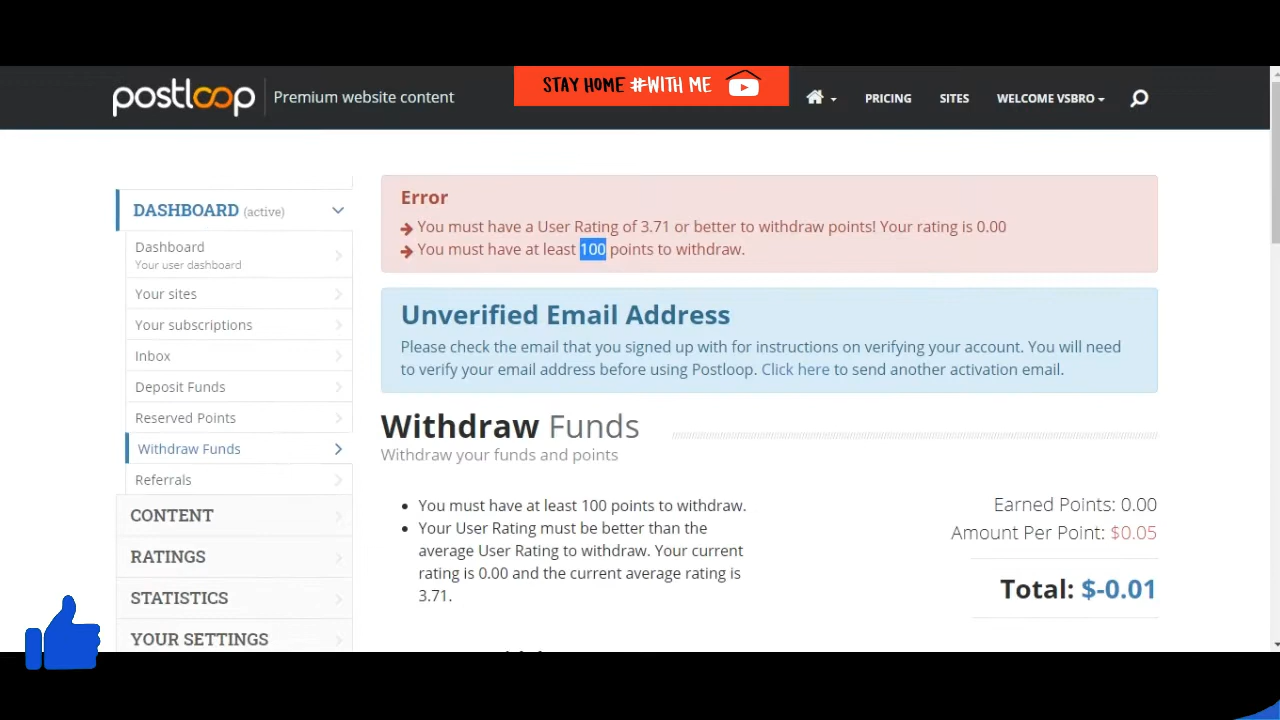 STAY HOME #WITH ME
postloop
Premium website content
PRICING
SITES
WELCOME VSBRO
DASHBOARD (active)
Dashboard
Your user dashboard
Your sites
Your subscriptions
Inbox
Deposit Funds
Reserved Points
Withdraw Funds
Referrals
CONTENT
RATINGS
STATISTICS
YOUR SETTINGS
Error
You must have a User Rating of 3.71 or better to withdraw points! Your rating is 0.00
You must have at least 100 points to withdraw.
Unverified Email Address
Please check the email that you signed up with for instructions on verifying your account. You will need
to verify your email address before using Postloop. Click here to send another activation email.
Withdraw Funds
Withdraw your funds and points
You must have at least 100 points to withdraw.
Your User Rating must be better than the
average User Rating to withdraw. Your current
rating is 0.00 and the current average rating is
3.71.
Earned Points: 0.00
Amount Per Point: $0.05
Total: $-0.01